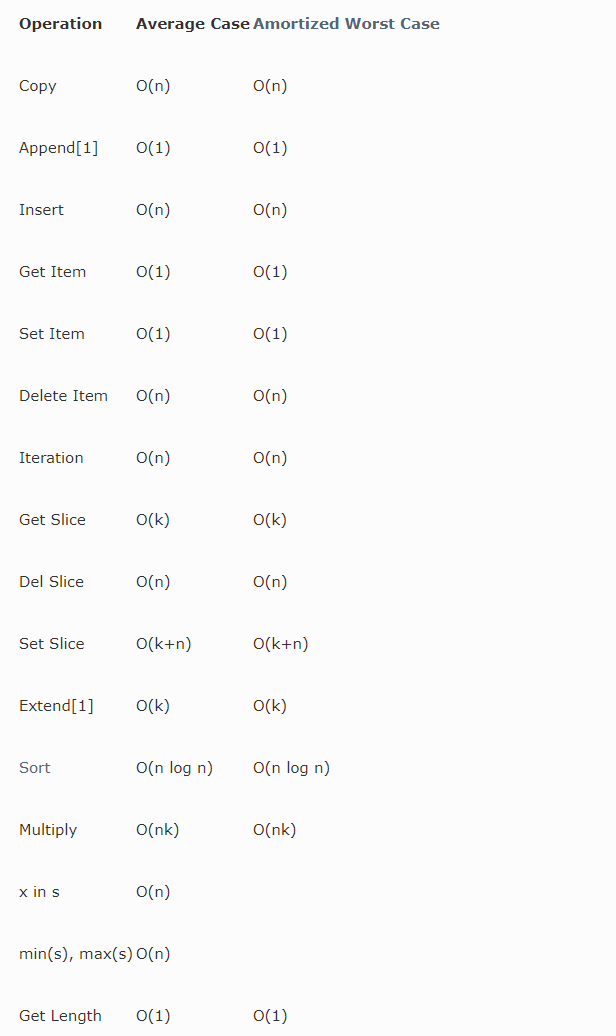 Operation Average Case Amortized Worst Case
Copy O(n) O(n)
Append[1] O(1) O(1)
Insert O(n) O(n)
Get Item O(1) O(1)
Set Item O(1) O(1)
Delete Item O(n) O(n)
Iteration O(n) O(n)
Get Slice O(k) O(k)
Del Slice O(n) O(n)
Set Slice O(k+n) O(k+n)
Extend[1] O(k) O(k)
Sort O(n log n) O(n log n)
Multiply O(nk) O(nk)
x in s O(n)
min(s), max(s) O(n)
Get Length O(1) O(1)